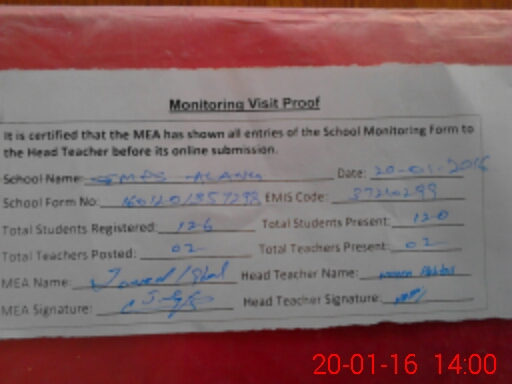 Monitoring Visit Proof
It is certified that the MEA has shown all entries of the School Monitoring Form to
the Head Teacher before its online submission.
School Name: Date: 20-01-2016
School Form No: EMIS Code:
Total Students Registered: 126 Total Students Present: 120
Total Teachers Posted: 02 Total Teachers Present: 02
MEA Name: Head Teacher Name:
MEA Signature: Head Teacher Signature:
20-01-16 14:00